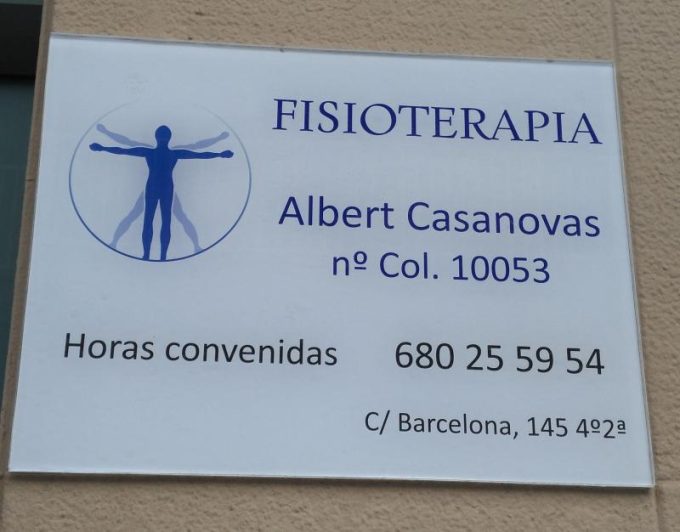 FISIOTERAPIA
Albert Casanovas
nº Col. 10053
Horas convenidas 680 25 59 54
C/ Barcelona, 145 4º2ª